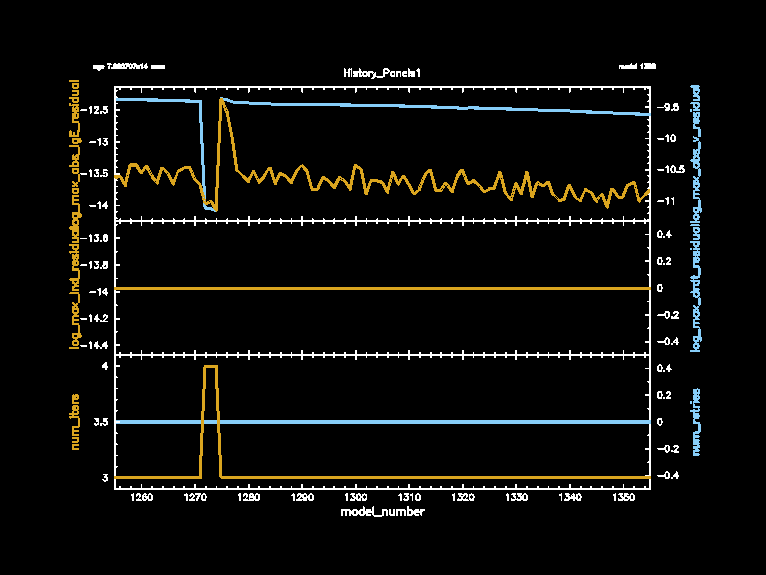 History_Panels1
log_max_abs_lgE_residual
-12.5
-13
-13.5
-14
-9.5
-10
-10.5
-11
log_max_abs_v_residual
log_max_lnd_residual
-13.6
-13.8
-14
-14.2
-14.4
0.4
0.2
0
-0.2
-0.4
log_max_drdt_residual
num_iters
4
3.5
3
0.4
0.2
0
-0.2
-0.4
num_retries
1260 1270 1280 1290 1300 1310 1320 1330 1340 1350
model_number